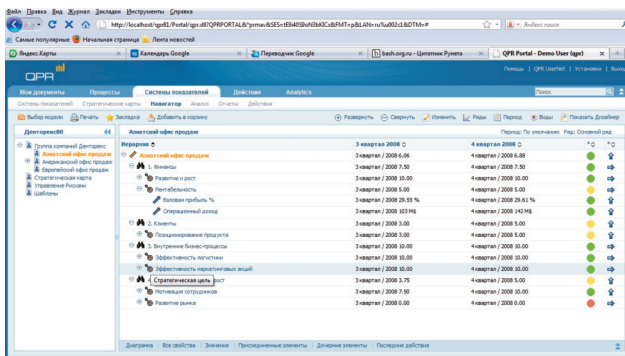 Файл Правка Вид Журнал Закладки Инструменты Справка
http://localhost/qpr81/Portal/qpr.dll?QPRPORTAL&*prmav&SES=
Яндекс поиск
Самые популярные Начальная страница Лента новостей
Яндекс.Карты Календарь Google Переводчик Google bash.org.ru - Цитатник Рунета QPR Portal - Demo User (qpr)
QPR
Помощь QPR UserNet Установки
Мои документы Процессы Системы показателей Действия Analytics Поиск
Системы показателей Стратегические карты Навигатор Анализ Отчеты Действия
Выбор модели Печать Закладка Добавить в корзину Развернуть Свернуть Изменить Ряды Период Виды Показать Дизайнер
Денторекс80
Азиатский офис продаж Период: По умолчанию Ряд: Основной ряд
Группа компаний Денторекс
Азиатский офис продаж
Американский офис продаж
Европейский офис продаж
Стратегическая карта
Управление Рисками
Шаблоны
Иерархия 3 квартал 2008 4 квартал 2008
Азиатский офис продаж 3 квартал / 2008 6.06 4 квартал / 2008 6.88
1. Финансы 3 квартал / 2008 7.50 4 квартал / 2008 7.50
Развитие и рост 3 квартал / 2008 10.00 4 квартал / 2008 10.00
Рентабельность 3 квартал / 2008 5.00 4 квартал / 2008 5.00
Валовая прибыль % 3 квартал / 2008 29.55 % 4 квартал / 2008 29.61 %
Операционный доход 3 квартал / 2008 103 M$ 4 квартал / 2008 142 M$
2. Клиенты 3 квартал / 2008 3.00 4 квартал / 2008 5.00
Позиционирование продукта 3 квартал / 2008 3.00 4 квартал / 2008 5.00
3. Внутренние бизнес-процессы 3 квартал / 2008 10.00 4 квартал / 2008 10.00
Эффективность логистики 3 квартал / 2008 10.00 4 квартал / 2008 10.00
Эффективность маркетинговых акций 3 квартал / 2008 10.00 4 квартал / 2008 10.00
Стратегическая цель рост 3 квартал / 2008 3.75 4 квартал / 2008 5.00
Мотивация сотрудников 3 квартал / 2008 7.50 4 квартал / 2008 10.00
Развитие рынка 3 квартал / 2008 0.00 4 квартал / 2008 0.00
Диаграмма Все свойства Значения Присоединенные элементы Дочерние элементы Последние действия